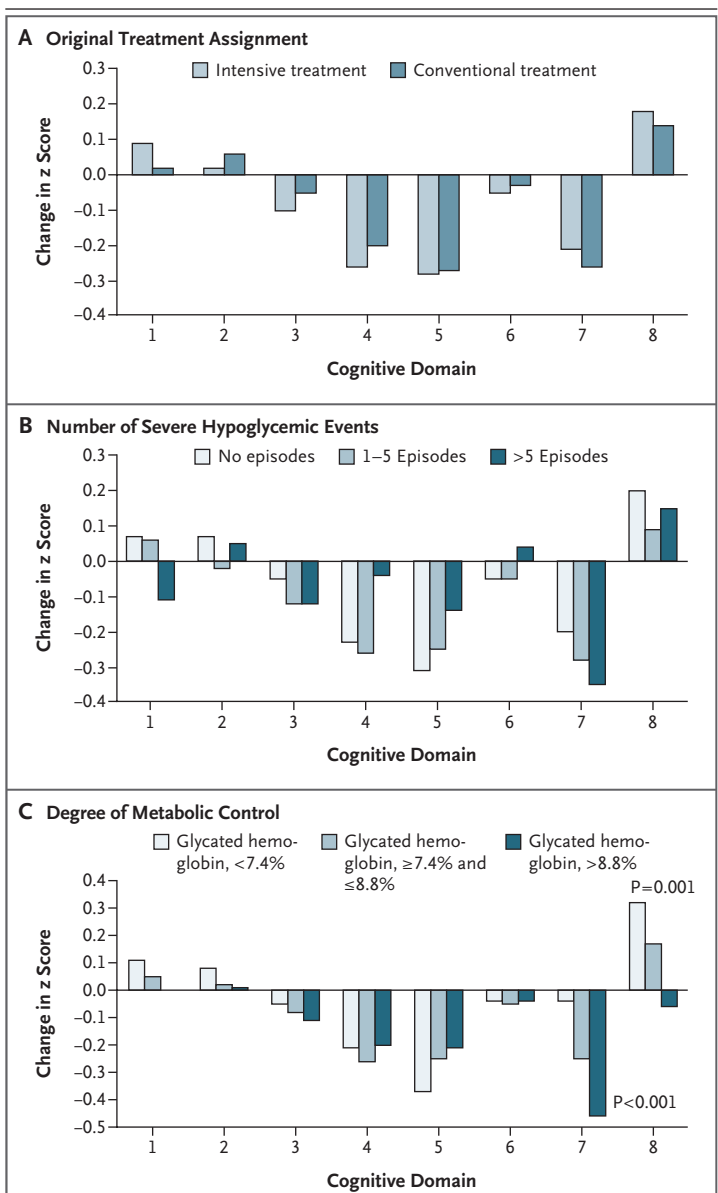 A Original Treatment Assignment
Intensive treatment
Conventional treatment
Change in z Score
0.3
0.2
0.1
0.0
–0.1
–0.2
–0.3
–0.4
1 2 3 4 5 6 7 8
Cognitive Domain
B Number of Severe Hypoglycemic Events
No episodes
1–5 Episodes
>5 Episodes
Change in z Score
0.3
0.2
0.1
0.0
–0.1
–0.2
–0.3
–0.4
1 2 3 4 5 6 7 8
Cognitive Domain
C Degree of Metabolic Control
Glycated hemo-
globin, <7.4%
Glycated hemo-
globin, ≥7.4% and
≤8.8%
Glycated hemo-
globin, >8.8%
Change in z Score
0.4
0.3
0.2
0.1
0.0
–0.1
–0.2
–0.3
–0.4
–0.5
P=0.001
P<0.001
1 2 3 4 5 6 7 8
Cognitive Domain